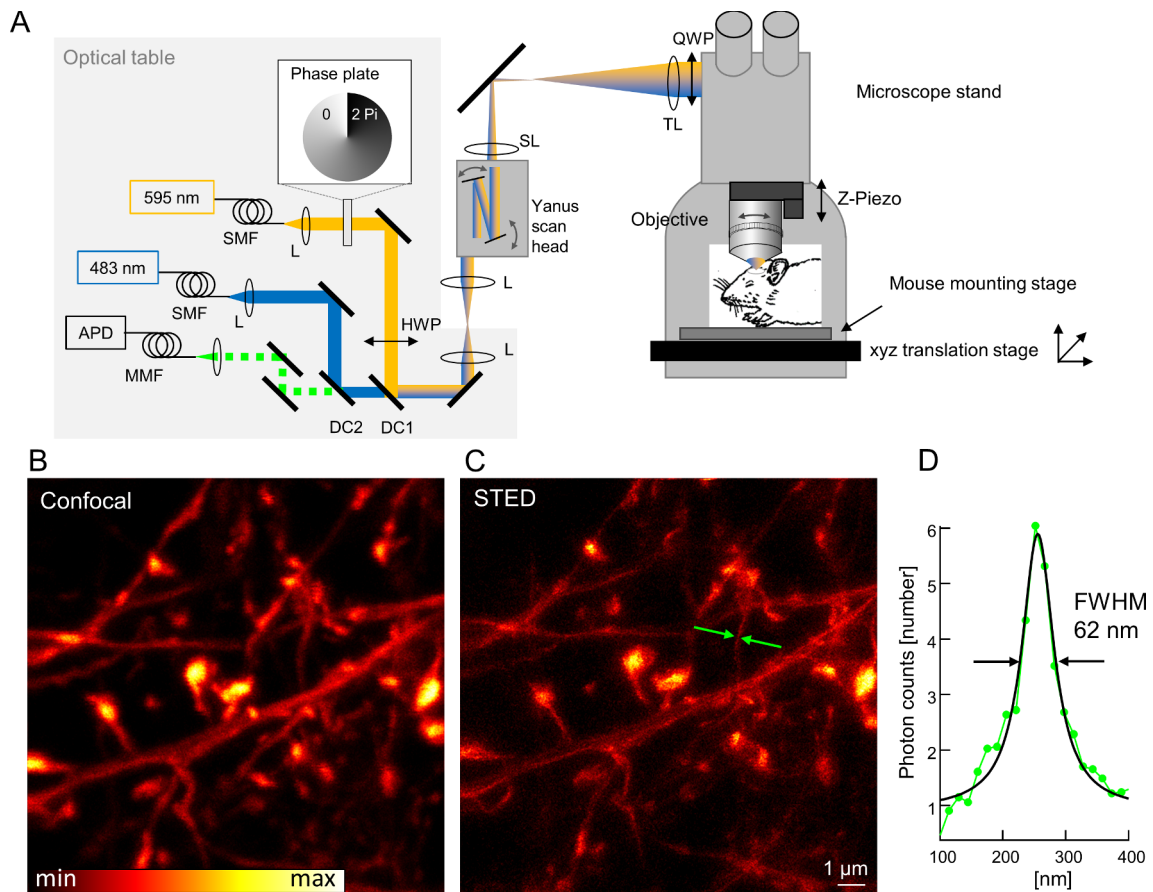 A
Optical table
Phase plate
0
2 Pi
595 nm
SMF
L
483 nm
SMF
L
APD
MMF
HWP
DC2
DC1
L
L
Yanus
scan
head
SL
TL
QWP
Microscope stand
Z-Piezo
Objective
Mouse mounting stage
xyz translation stage
B
Confocal
min
max
C
STED
1 µm
D
Photon counts [number]
6
5
4
3
2
1
FWHM
62 nm
100
200
300
400
[nm]